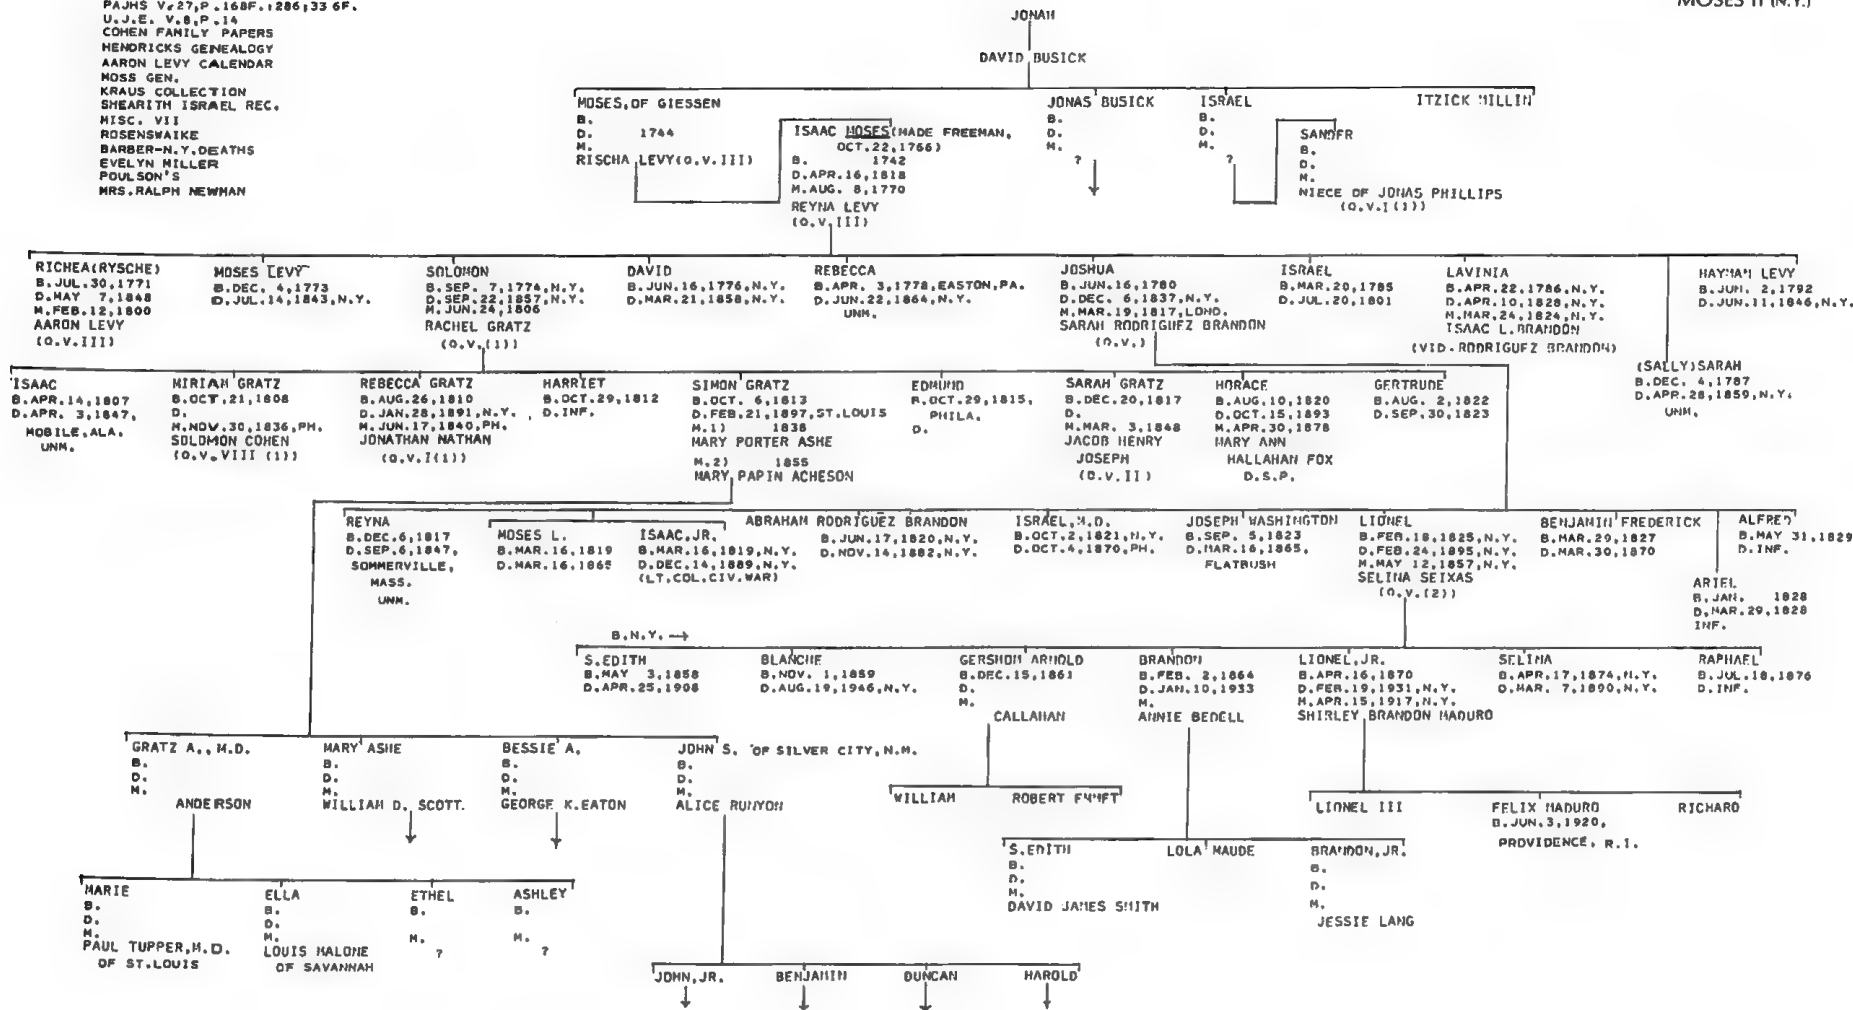 PAJHS V.27,P.168F.;286;336F.
U.J.E. V.8,P.14
COHEN FAMILY PAPERS
HENDRICKS GENEALOGY
AARON LEVY CALENDAR
MOSS GEN.
KRAUS COLLECTION
SHEARITH ISRAEL REC.
MISC. VII
ROSENSWAIKE
BARBER-N.Y.DEATHS
EVELYN MILLER
POULSON'S
MRS.RALPH NEWMAN
MOSES II (N.Y.)
JONAH
DAVID BUSICK
MOSES,OF GIESSEN
B.
D. 1744
M.
RISCHA LEVY(Q.V.III)
ISAAC MOSES(MADE FREEMAN,
OCT.22,1766)
B. 1742
D.APR.16,1818
M.AUG. 8,1770
REYNA LEVY
(Q.V.III)
JONAS BUSICK
B.
D.
M.
?
ISRAEL
B.
D.
M.
?
SANDER
B.
D.
M.
NIECE OF JONAS PHILLIPS
(Q.V.I(1))
ITZICK MILLIN
RICHEA(RYSCHE)
B.JUL.30,1771
D.MAY 7,1848
M.FEB.12,1800
AARON LEVY
(Q.V.III)
MOSES LEVY
B.DEC. 4,1773
D.JUL.14,1843,N.Y.
SOLOMON
B.SEP. 7,1774,N.Y.
D.SEP.22,1857,N.Y.
M.JUN.24,1806
RACHEL GRATZ
(Q.V.(1))
DAVID
B.JUN.16,1776,N.Y.
D.MAR.21,1858,N.Y.
REBECCA
B.APR. 3,1778,EASTON,PA.
D.JUN.22,1864,N.Y.
UNM.
JOSHUA
B.JUN.16,1780
D.DEC. 6,1837,N.Y.
M.MAR.19,1817,LOND.
SARAH RODRIGUEZ BRANDON
(Q.V.)
ISRAEL
B.MAR.20,1785
D.JUL.20,1801
LAVINIA
B.APR.22,1786,N.Y.
D.APR.10,1828,N.Y.
M.MAR.24,1824,N.Y.
ISAAC L.BRANDON
(VID.RODRIGUEZ BRANDON)
(SALLY)SARAH
B.DEC. 4,1787
D.APR.28,1859,N.Y.
UNM.
HAYMAN LEVY
B.JUN. 2,1792
D.JUN.11,1846,N.Y.
ISAAC
B.APR.14,1807
D.APR. 3,1847,
MOBILE,ALA.
UNM.
MIRIAM GRATZ
B.OCT.21,1808
D.
M.NOV.30,1836,PH.
SOLOMON COHEN
(Q.V.VIII (1))
REBECCA GRATZ
B.AUG.26,1810
D.JAN.28,1891,N.Y.
M.JUN.17,1840,PH.
JONATHAN NATHAN
(Q.V.I(1))
HARRIET
B.OCT.29,1812
D.INF.
SIMON GRATZ
B.OCT. 6,1813
D.FEB.21,1897,ST.LOUIS
M.1) 1838
MARY PORTER ASHE
M.2) 1855
MARY PAPIN ACHESON
EDMUND
B.OCT.29,1815,
PHILA.
D.
SARAH GRATZ
B.DEC.20,1817
D.
M.MAR. 3,1848
JACOB HENRY
JOSEPH
(Q.V.II)
HORACE
B.AUG.10,1820
D.OCT.15,1893
M.APR.30,1878
MARY ANN
HALLAHAN FOX
D.S.P.
GERTRUDE
B.AUG. 2,1822
D.SEP.30,1823
REYNA
B.DEC.6,1817
D.SEP.6,1847,
SOMMERVILLE,
MASS.
UNM.
MOSES L.
B.MAR.16,1819
D.MAR.16,1865
ISAAC,JR.
B.MAR.16,1819,N.Y.
D.DEC.14,1889,N.Y.
(LT.COL.CIV.WAR)
ABRAHAM RODRIGUEZ BRANDON
B.JUN.17,1820,N.Y.
D.NOV.14,1882,N.Y.
ISRAEL,M.D.
B.OCT.2,1821,N.Y.
D.OCT.4,1870,PH.
JOSEPH WASHINGTON
B.SEP. 5,1823
D.MAR.16,1865,
FLATBUSH
LIONEL
B.FEB.18,1825,N.Y.
D.FEB.24,1895,N.Y.
M.MAY 12,1857,N.Y.
SELINA SEIXAS
(Q.V.(2))
BENJAMIN FREDERICK
B.MAR.29,1827
D.MAR.30,1870
ARIEL
B.JAN. 1828
D.MAR.29,1828
INF.
ALFRED
B.MAY 31,1829
D.INF.
B.N.Y.→
S.EDITH
B.MAY 3,1858
D.APR.25,1908
BLANCHE
B.NOV. 1,1859
D.AUG.19,1946,N.Y.
GERSHOM ARNOLD
B.DEC.15,1861
D.
M.
CALLAHAN
BRANDON
B.FEB. 2,1864
D.JAN.10,1933
M.
ANNIE BEDELL
LIONEL,JR.
B.APR.16,1870
D.FEB.19,1931,N.Y.
M.APR.15,1917,N.Y.
SHIRLEY BRANDON MADURO
SELINA
B.APR.17,1874,N.Y.
D.MAR. 7,1890,N.Y.
RAPHAEL
B.JUL.18,1876
D.INF.
GRATZ A., M.D.
B.
D.
M.
ANDERSON
MARY ASHE
B.
D.
M.
WILLIAM D. SCOTT.
BESSIE A.
B.
D.
M.
GEORGE K.EATON
JOHN S. OF SILVER CITY,N.M.
B.
D.
M.
ALICE RUNYON
WILLIAM
ROBERT EMMET
LIONEL III
FELIX MADURO
B.JUN.3,1920,
PROVIDENCE, R.I.
RICHARD
S.EDITH
B.
D.
M.
DAVID JAMES SMITH
LOLA MAUDE
BRANDON,JR.
B.
D.
M.
JESSIE LANG
MARIE
B.
D.
M.
PAUL TUPPER,M.D.
OF ST.LOUIS
ELLA
B.
D.
M.
LOUIS MALONE
OF SAVANNAH
ETHEL
B.
M.
?
ASHLEY
B.
M.
?
JOHN,JR.
BENJAMIN
DUNCAN
HAROLD